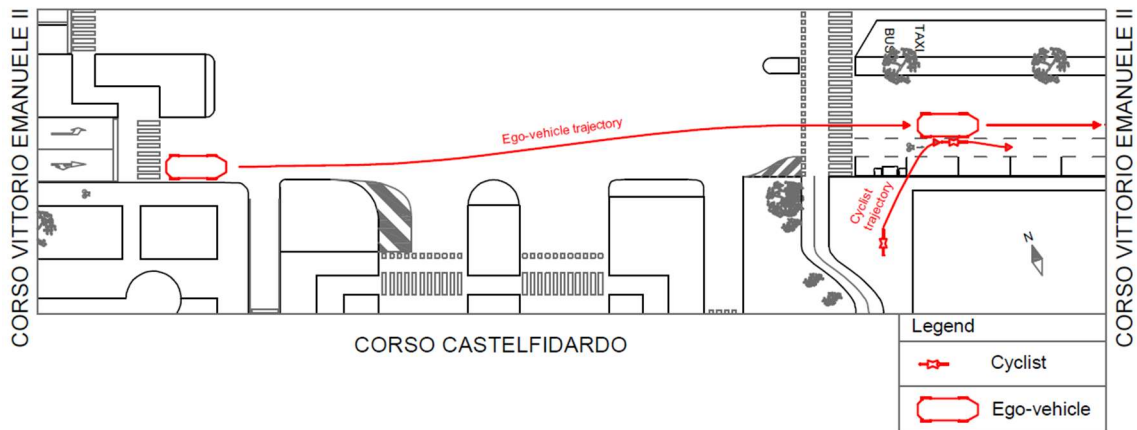 CORSO VITTORIO EMANUELE II
TAXI
BUS
CORSO VITTORIO EMANUELE II
Ego-vehicle trajectory
Cyclist
trajectory
N
CORSO CASTELFIDARDO
Legend
Cyclist
Ego-vehicle